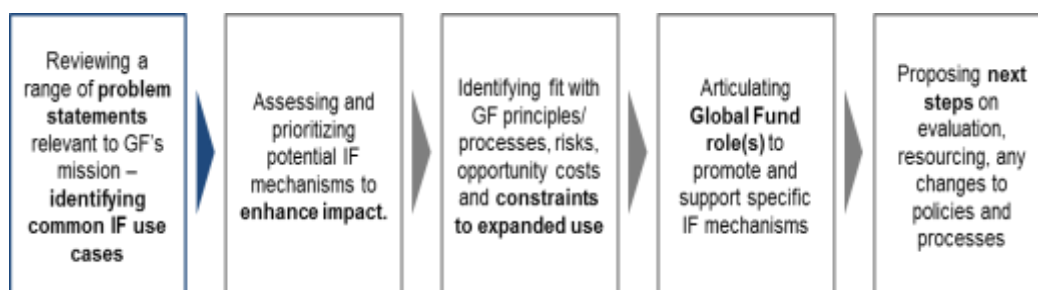 Reviewing a
range of problem
statements
relevant to GF's
mission –
identifying
common IF use
cases
Assessing and
prioritizing
potential IF
mechanisms to
enhance impact.
Identifying fit with
GF principles/
processes, risks,
opportunity costs
and constraints
to expanded use
Articulating
Global Fund
role(s) to
promote and
support specific
IF mechanisms
Proposing next
steps on
evaluation,
resourcing, any
changes to
policies and
processes